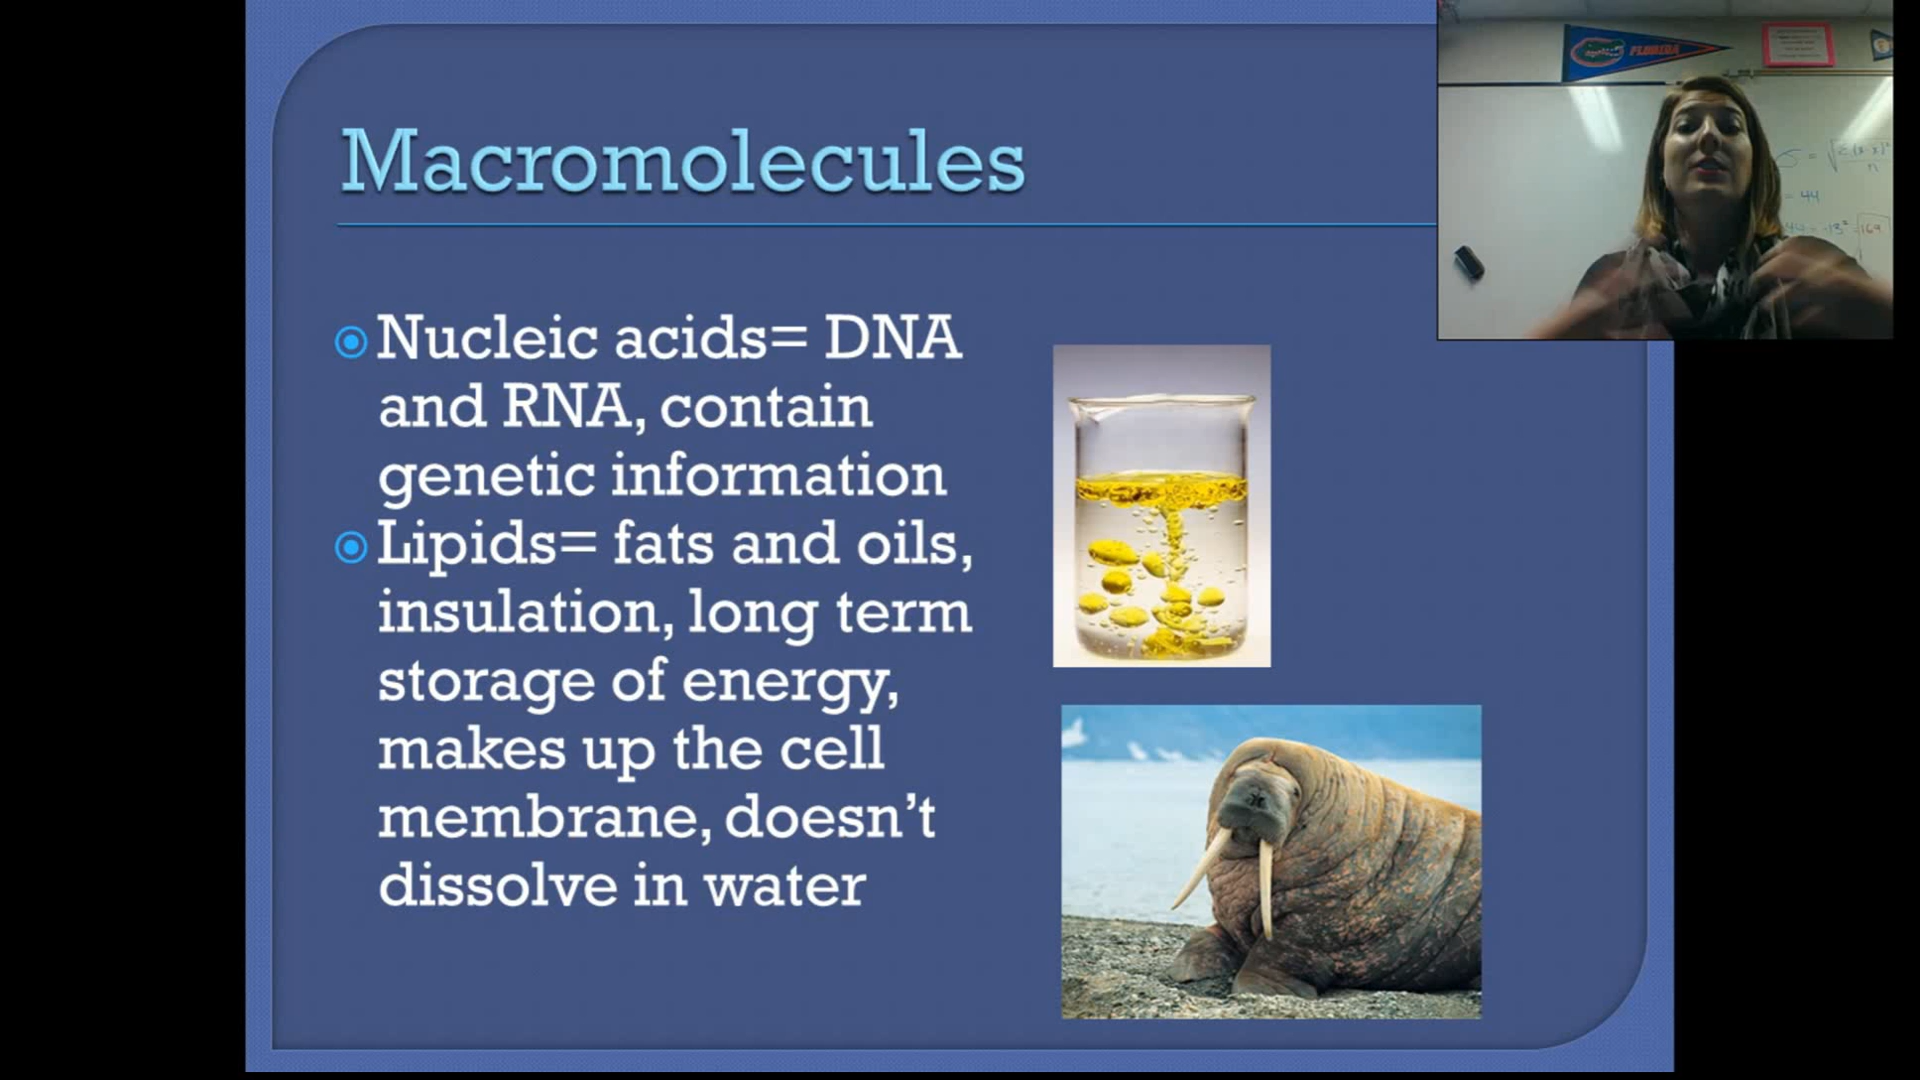 Macromolecules
Nucleic acids= DNA
and RNA, contain
genetic information
Lipids= fats and oils,
insulation, long term
storage of energy,
makes up the cell
membrane, doesn't
dissolve in water
FLORIDA
= 44